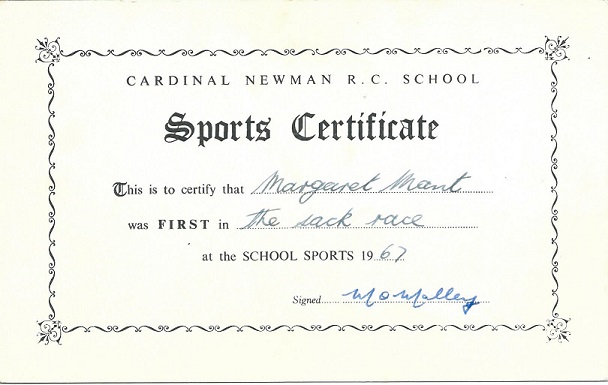 CARDINAL NEWMAN R.C. SCHOOL
Sports Certificate
This is to certify that Margaret Mant
was FIRST in the sack race
at the SCHOOL SPORTS 1967
Signed...... M O'Malley